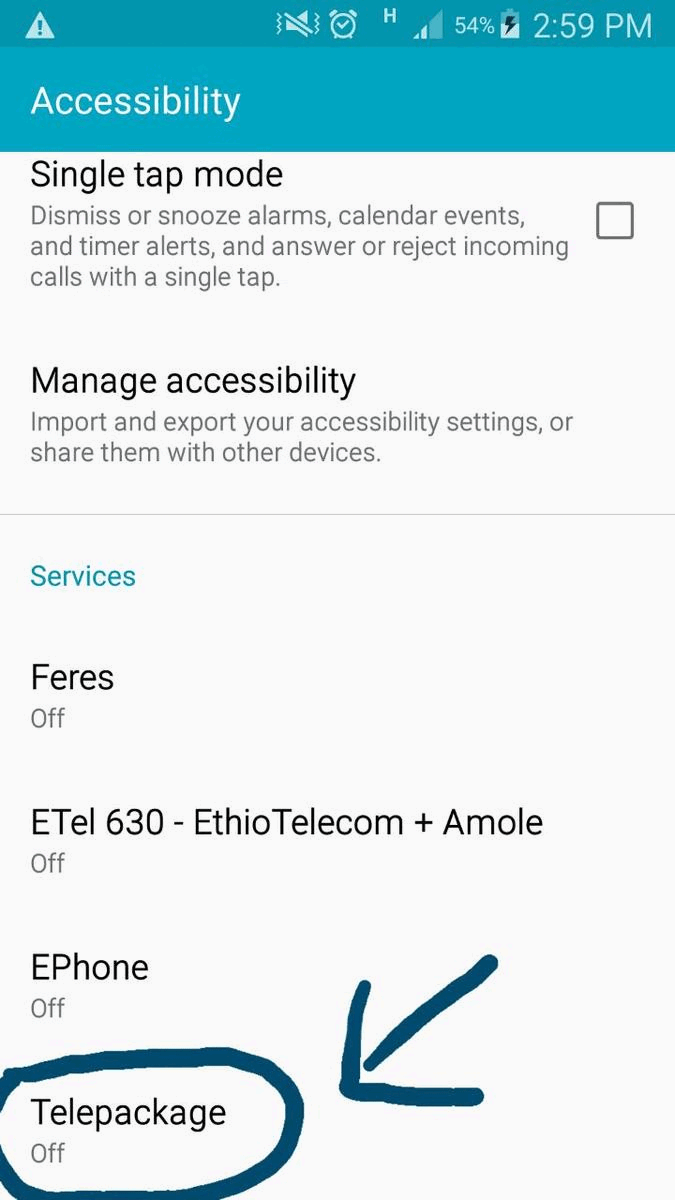 H 54% 2:59 PM
Accessibility
Single tap mode
Dismiss or snooze alarms, calendar events,
and timer alerts, and answer or reject incoming
calls with a single tap.
Manage accessibility
Import and export your accessibility settings, or
share them with other devices.
Services
Feres
Off
ETel 630 - EthioTelecom + Amole
Off
EPhone
Off
Telepackage
Off